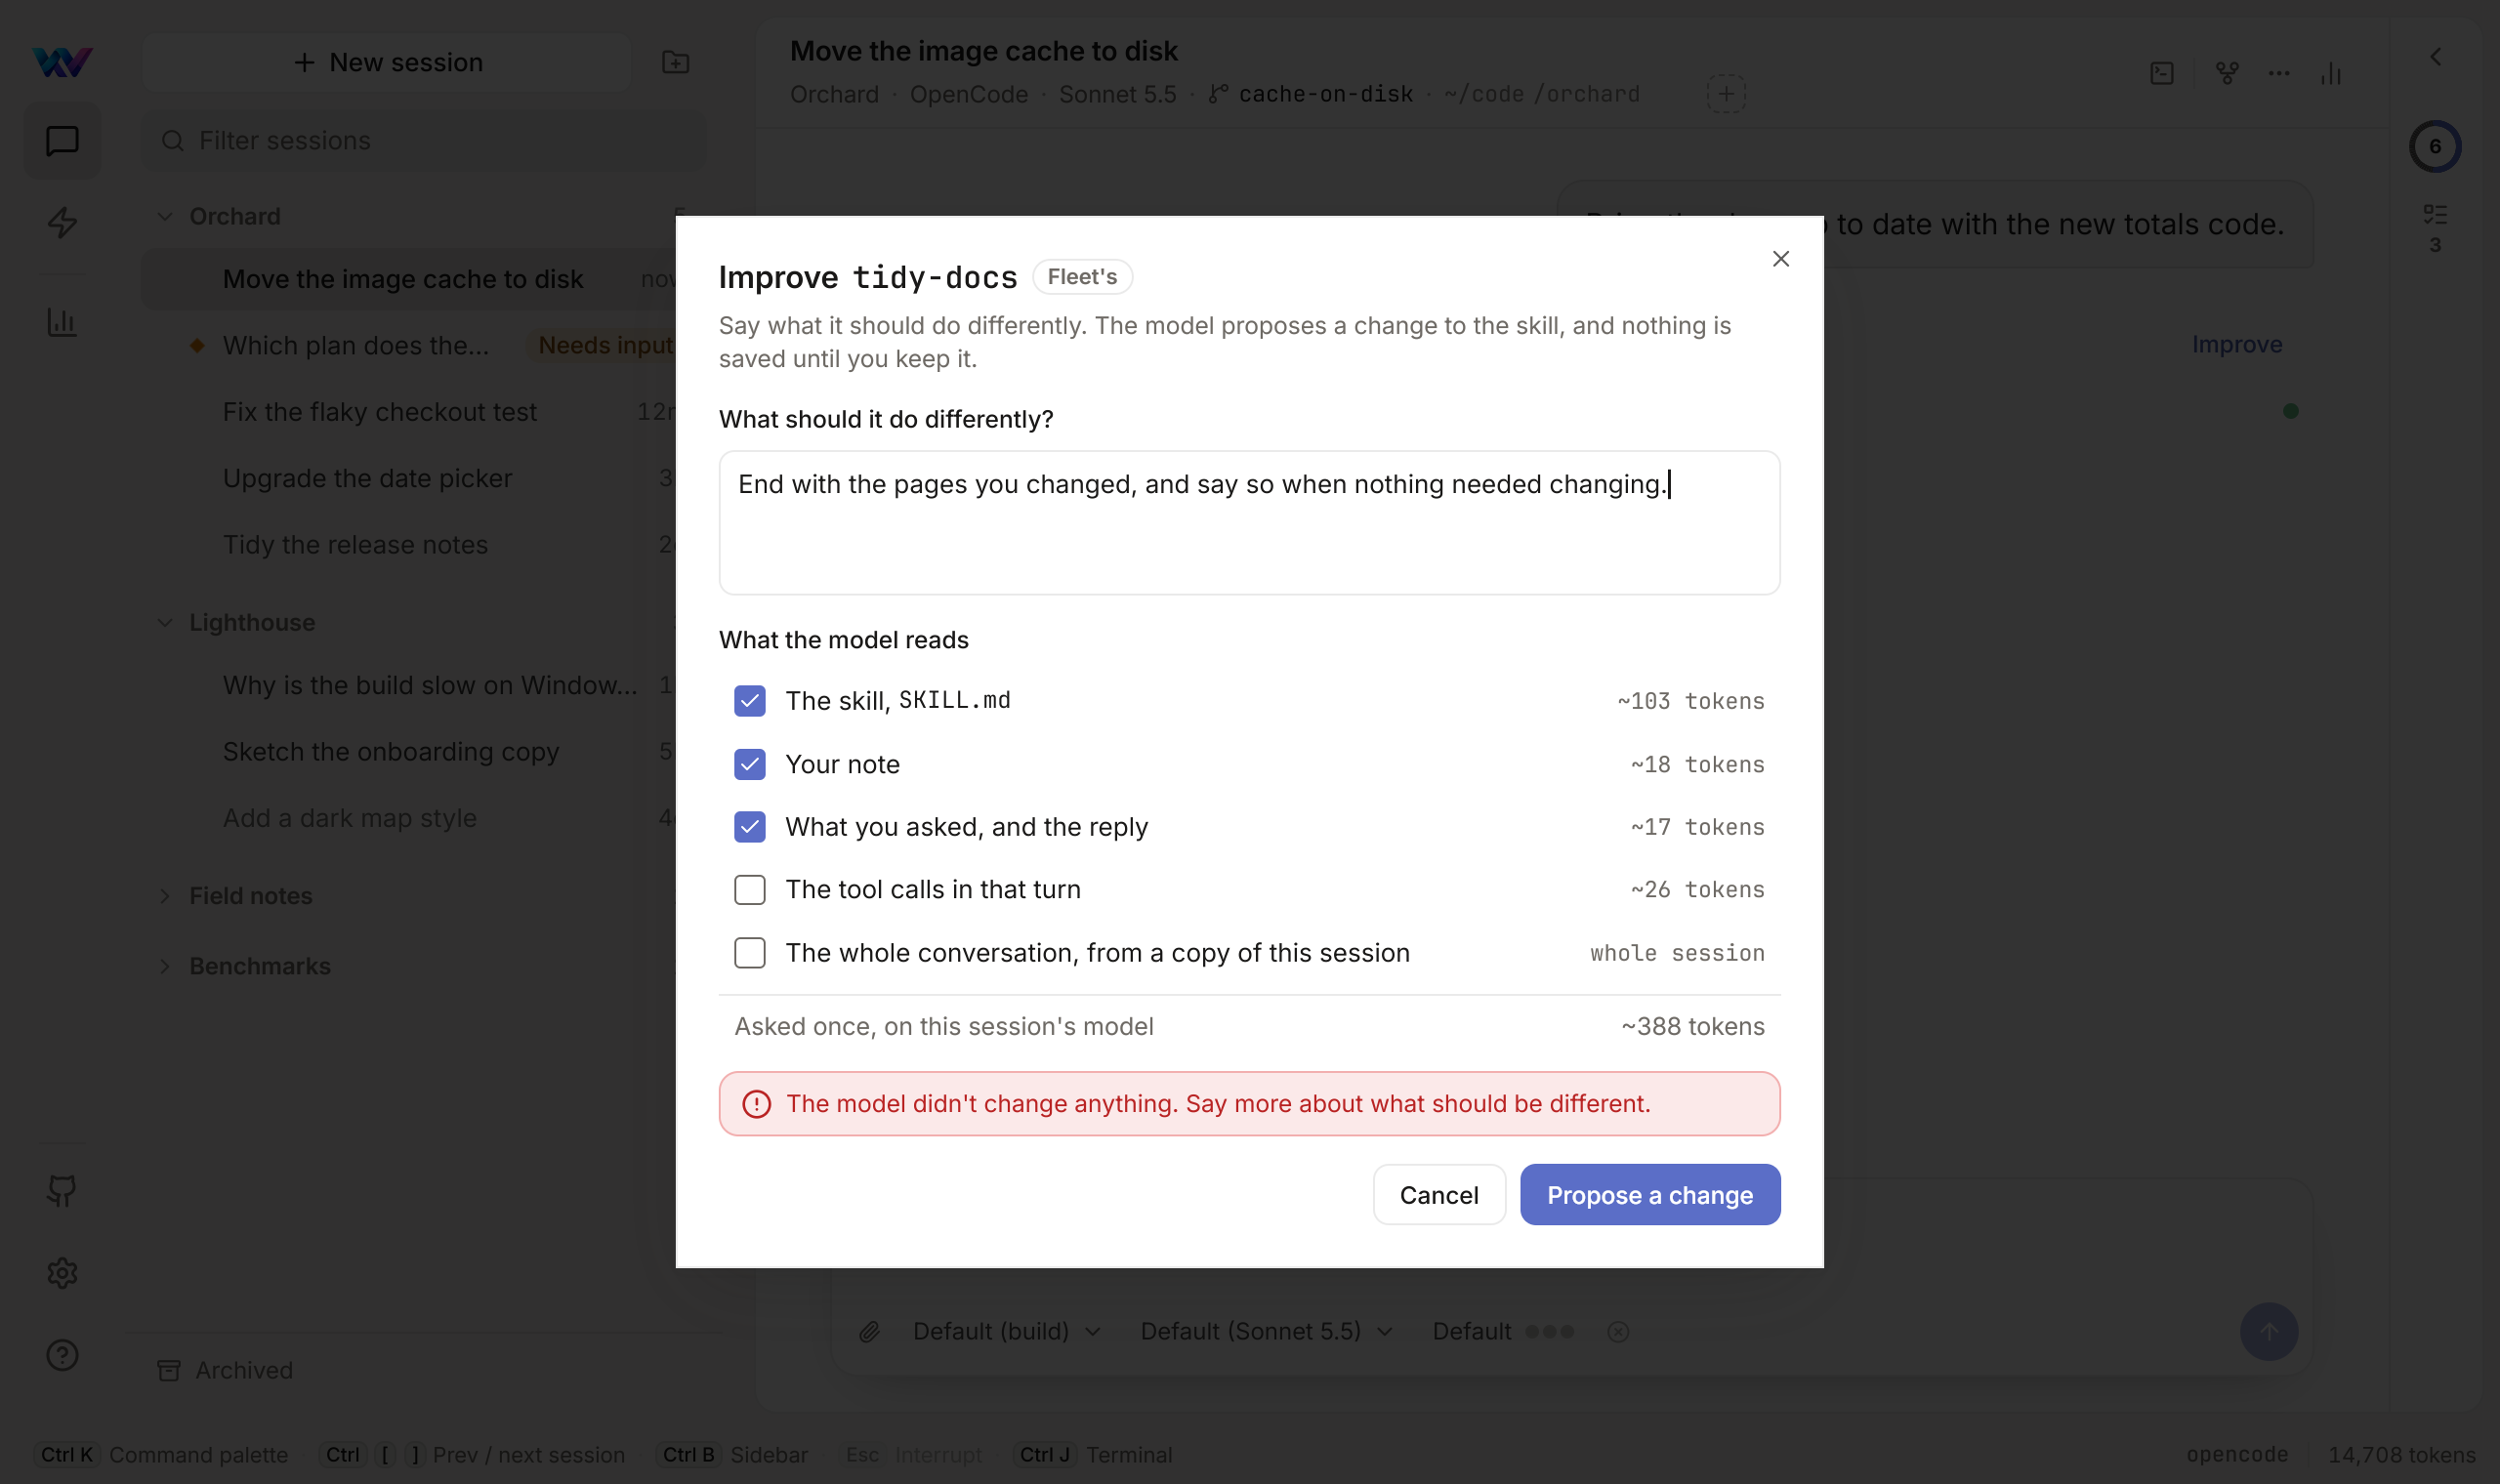 New session
Filter sessions
Orchard
Move the image cache to disk
Which plan does the...
Needs input
Fix the flaky checkout test
Upgrade the date picker
Tidy the release notes
Lighthouse
Why is the build slow on Window...
Sketch the onboarding copy
Add a dark map style
Field notes
Benchmarks
Archived
Move the image cache to disk
Orchard · OpenCode · Sonnet 5.5 · cache-on-disk · ~/code/orchard
6
3
to date with the new totals code.
Improve
Improve tidy-docs Fleet's
Say what it should do differently. The model proposes a change to the skill, and nothing is
saved until you keep it.
What should it do differently?
End with the pages you changed, and say so when nothing needed changing.
What the model reads
The skill, SKILL.md ~103 tokens
Your note ~18 tokens
What you asked, and the reply ~17 tokens
The tool calls in that turn ~26 tokens
The whole conversation, from a copy of this session whole session
Asked once, on this session's model ~388 tokens
The model didn't change anything. Say more about what should be different.
Cancel Propose a change
Default (build) Default (Sonnet 5.5) Default
Ctrl K Command palette Ctrl [ ] Prev / next session Ctrl B Sidebar Esc Interrupt Ctrl J Terminal opencode 14,708 tokens